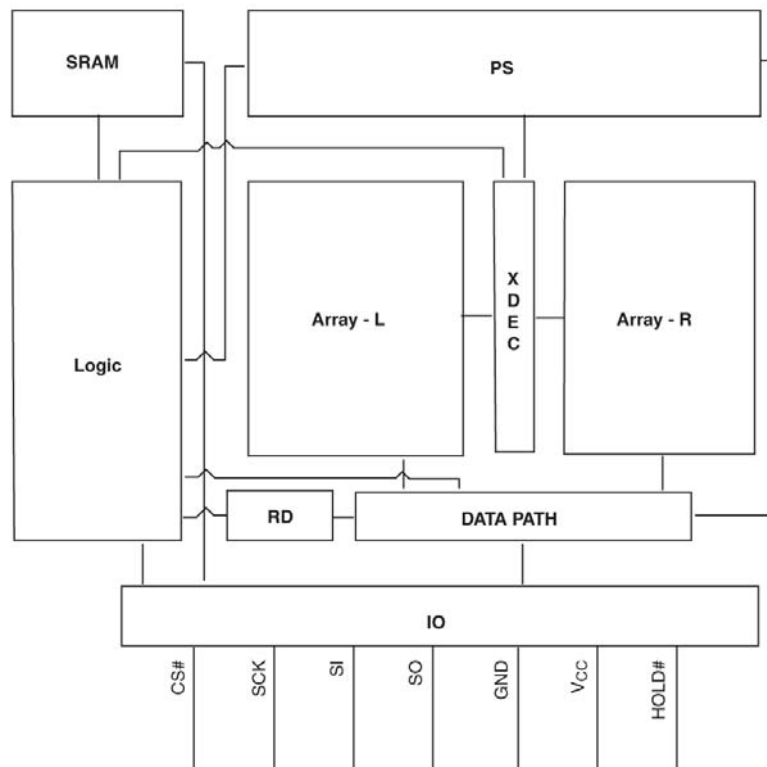 SRAM
PS
Logic
Array - L
X
D
E
C
Array - R
RD
DATA PATH
IO
CS#
SCK
SI
SO
GND
VCC
HOLD#